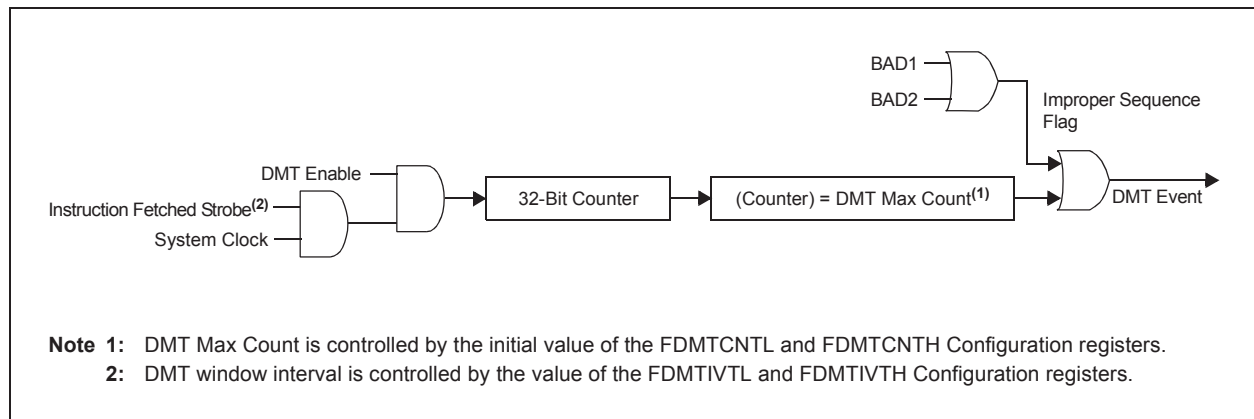 BAD1
BAD2
Improper Sequence
Flag
DMT Enable
Instruction Fetched Strobe(2)
System Clock
32-Bit Counter
(Counter) = DMT Max Count(1)
DMT Event
Note 1: DMT Max Count is controlled by the initial value of the FDMTCNTL and FDMTCNTH Configuration registers.
2: DMT window interval is controlled by the value of the FDMTIVTL and FDMTIVTH Configuration registers.